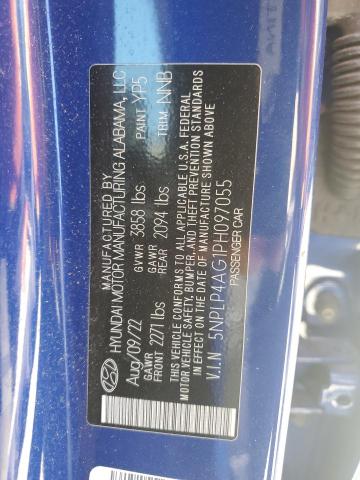 MANUFACTURED BY
HYUNDAI MOTOR MANUFACTURING ALABAMA, LLC
Aug/09/22 GVWR 3858 lbs PAINT YP5
GAWR FRONT 2271 lbs GAWR REAR 2094 lbs TRIM NNB
THIS VEHICLE CONFORMS TO ALL APPLICABLE U.S.A. FEDERAL
MOTOR VEHICLE SAFETY, BUMPER, AND THEFT PREVENTION STANDARDS
IN EFFECT ON THE DATE OF MANUFACTURE SHOWN ABOVE.
V.I.N 5NPLP4AG1PH097055
PASSENGER CAR